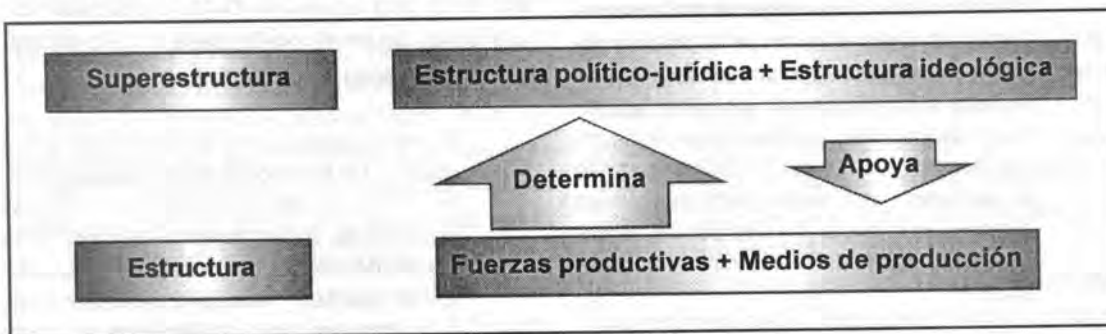 Superestructura
Estructura político-jurídica + Estructura ideológica
Determina
Apoya
Estructura
Fuerzas productivas + Medios de producción